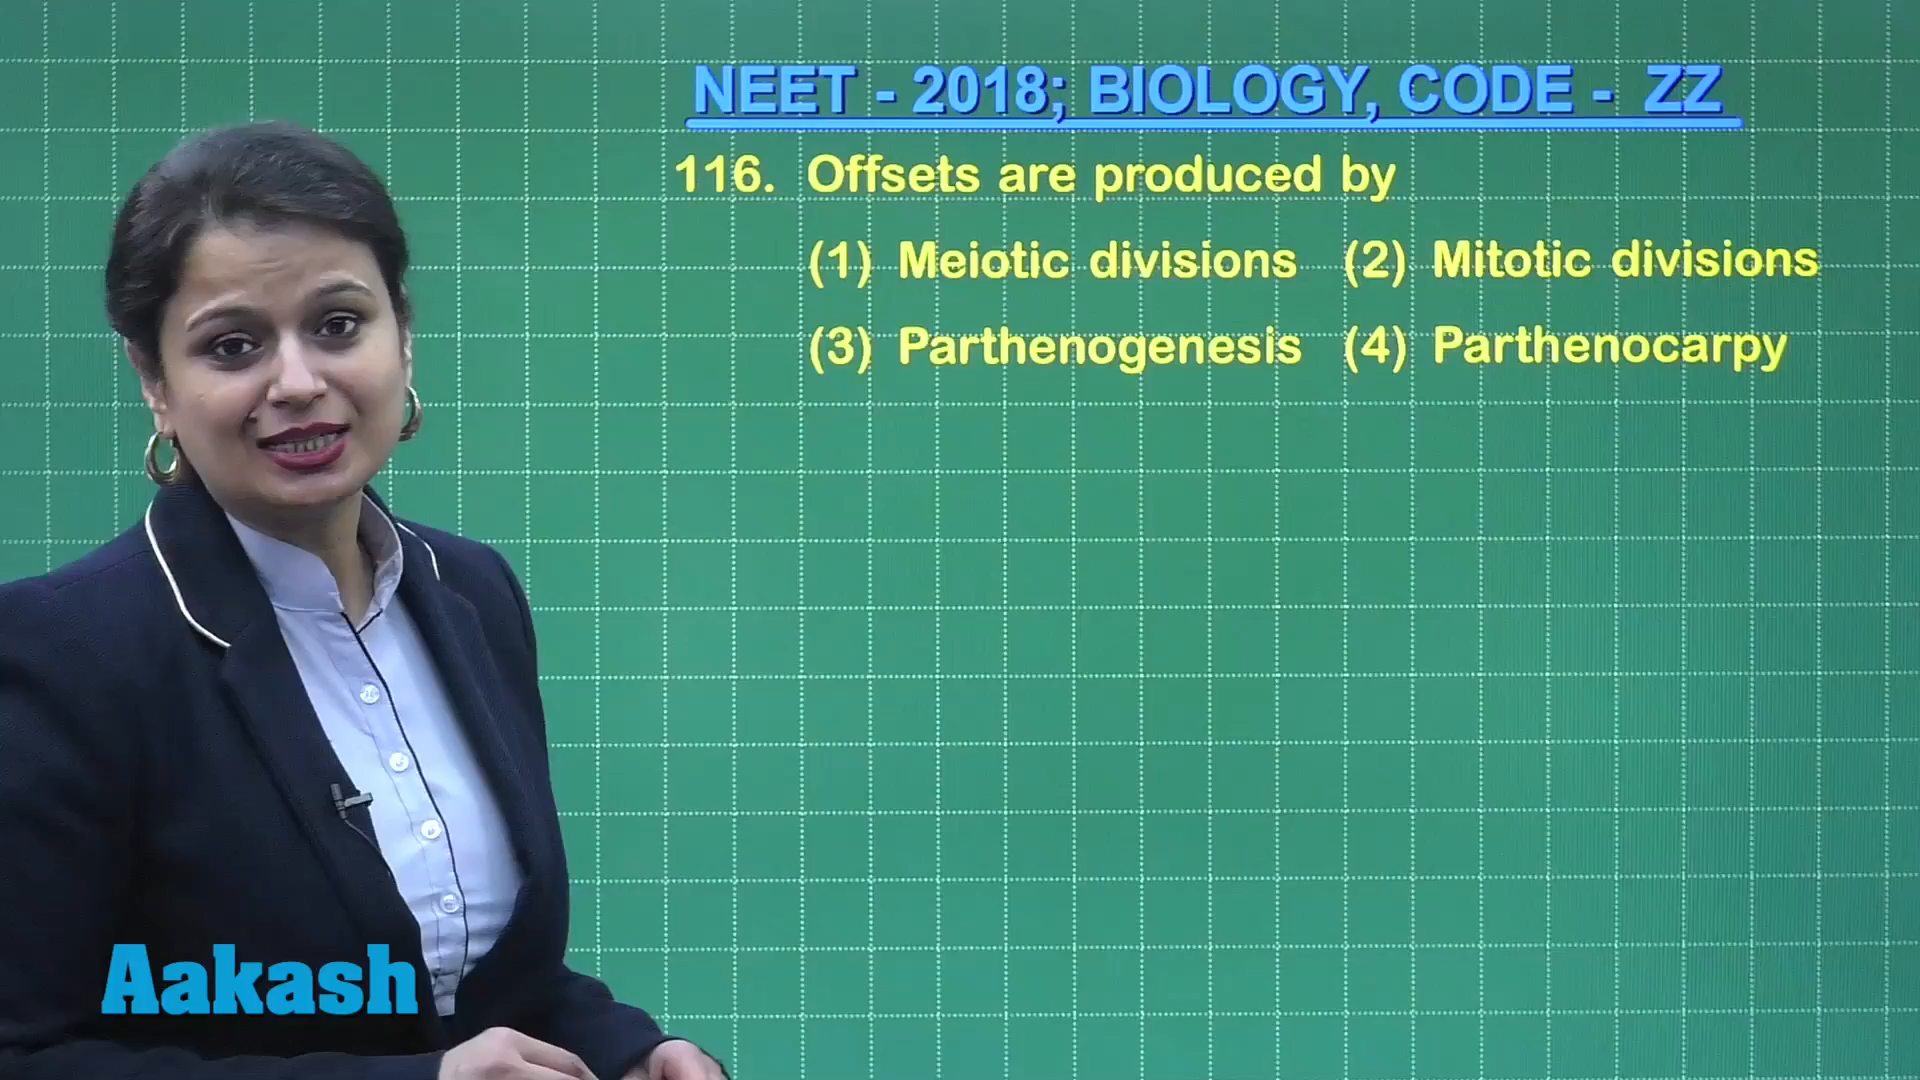 NEET - 2018; BIOLOGY, CODE - ZZ
116. Offsets are produced by
(1) Meiotic divisions (2) Mitotic divisions
(3) Parthenogenesis (4) Parthenocarpy
Aakash